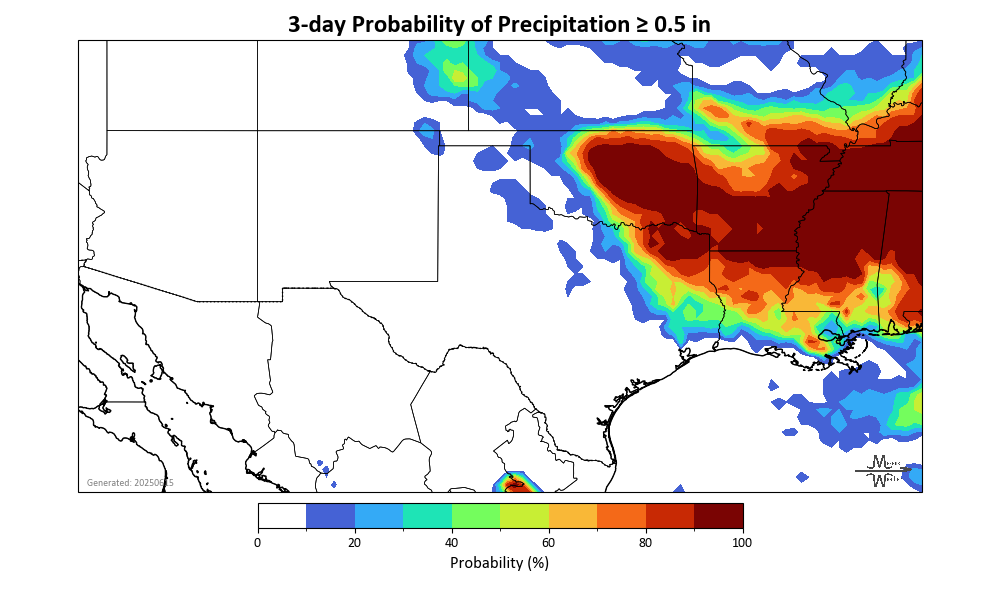 3-day Probability of Precipitation ≥ 0.5 in
Generated: 20250615
0 20 40 60 80 100
Probability (%)